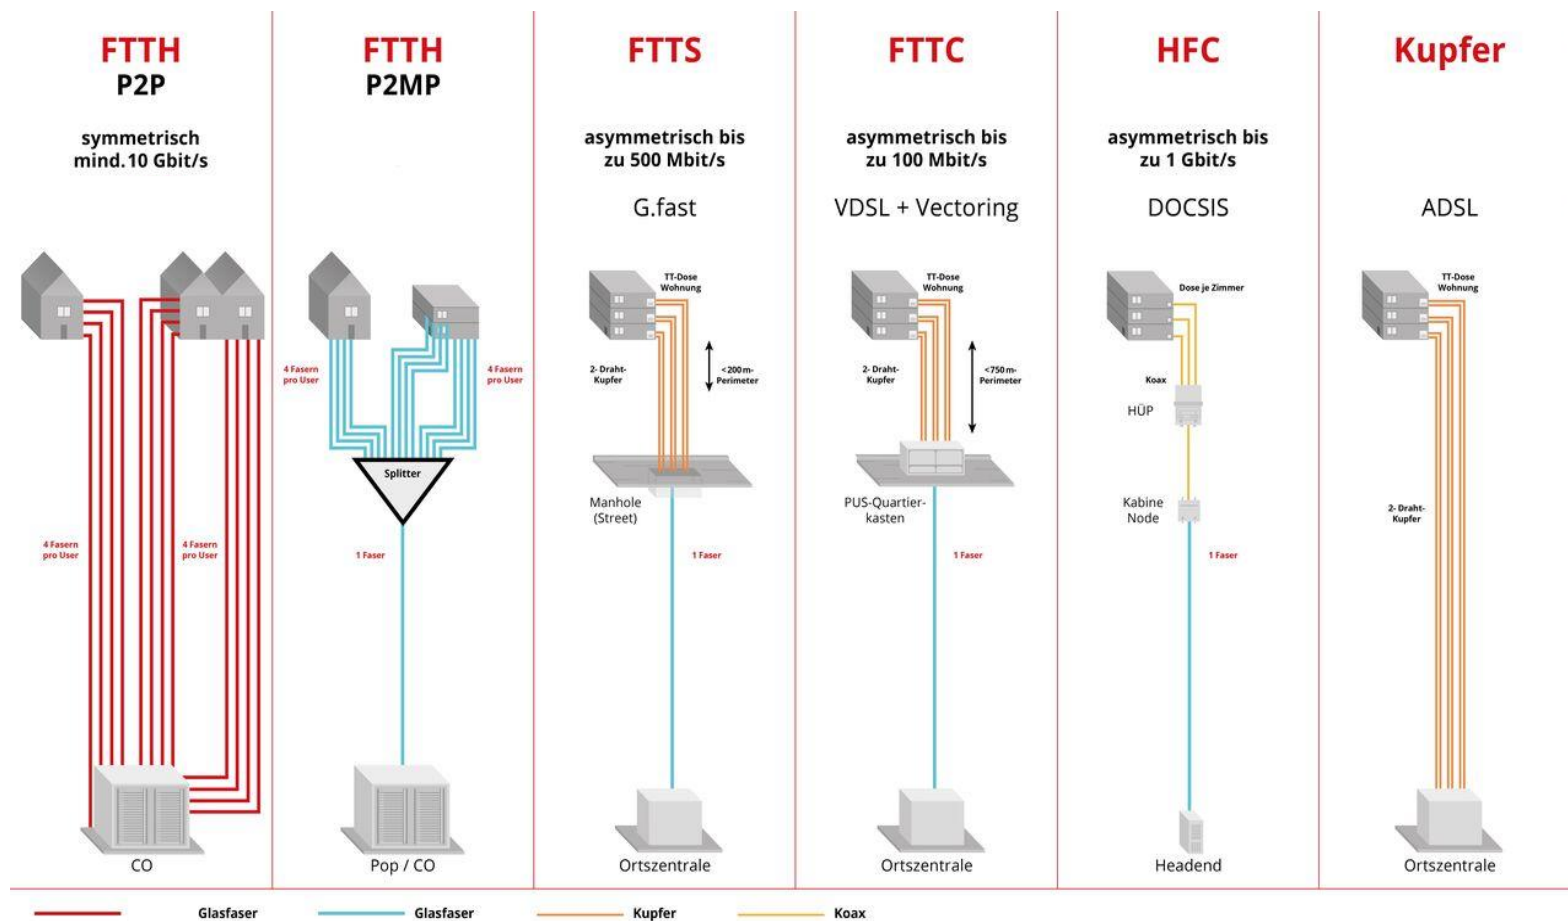 FTTH
P2P
symmetrisch
mind.10 Gbit/s
4 Fasern
pro User
4 Fasern
pro User
CO
FTTH
P2MP
4 Fasern
pro User
4 Fasern
pro User
Splitter
1 Faser
Pop / CO
FTTS
asymmetrisch bis
zu 500 Mbit/s
G.fast
TT-Dose
Wohnung
2- Draht-
Kupfer
<200m-
Perimeter
Manhole
(Street)
1 Faser
Ortszentrale
FTTC
asymmetrisch bis
zu 100 Mbit/s
VDSL + Vectoring
TT-Dose
Wohnung
2- Draht-
Kupfer
<750m-
Perimeter
PUS-Quartier-
kasten
1 Faser
Ortszentrale
HFC
asymmetrisch bis
zu 1 Gbit/s
DOCSIS
Dose je Zimmer
Koax
HÜP
Kabine
Node
1 Faser
Headend
Kupfer
ADSL
TT-Dose
Wohnung
2- Draht-
Kupfer
Ortszentrale
Glasfaser
Glasfaser
Kupfer
Koax